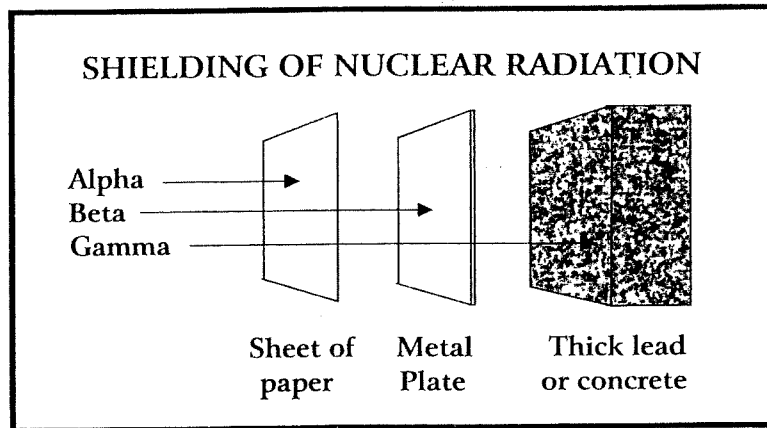 SHIELDING OF NUCLEAR RADIATION
Alpha
Beta
Gamma
Sheet of
paper
Metal
Plate
Thick lead
or concrete